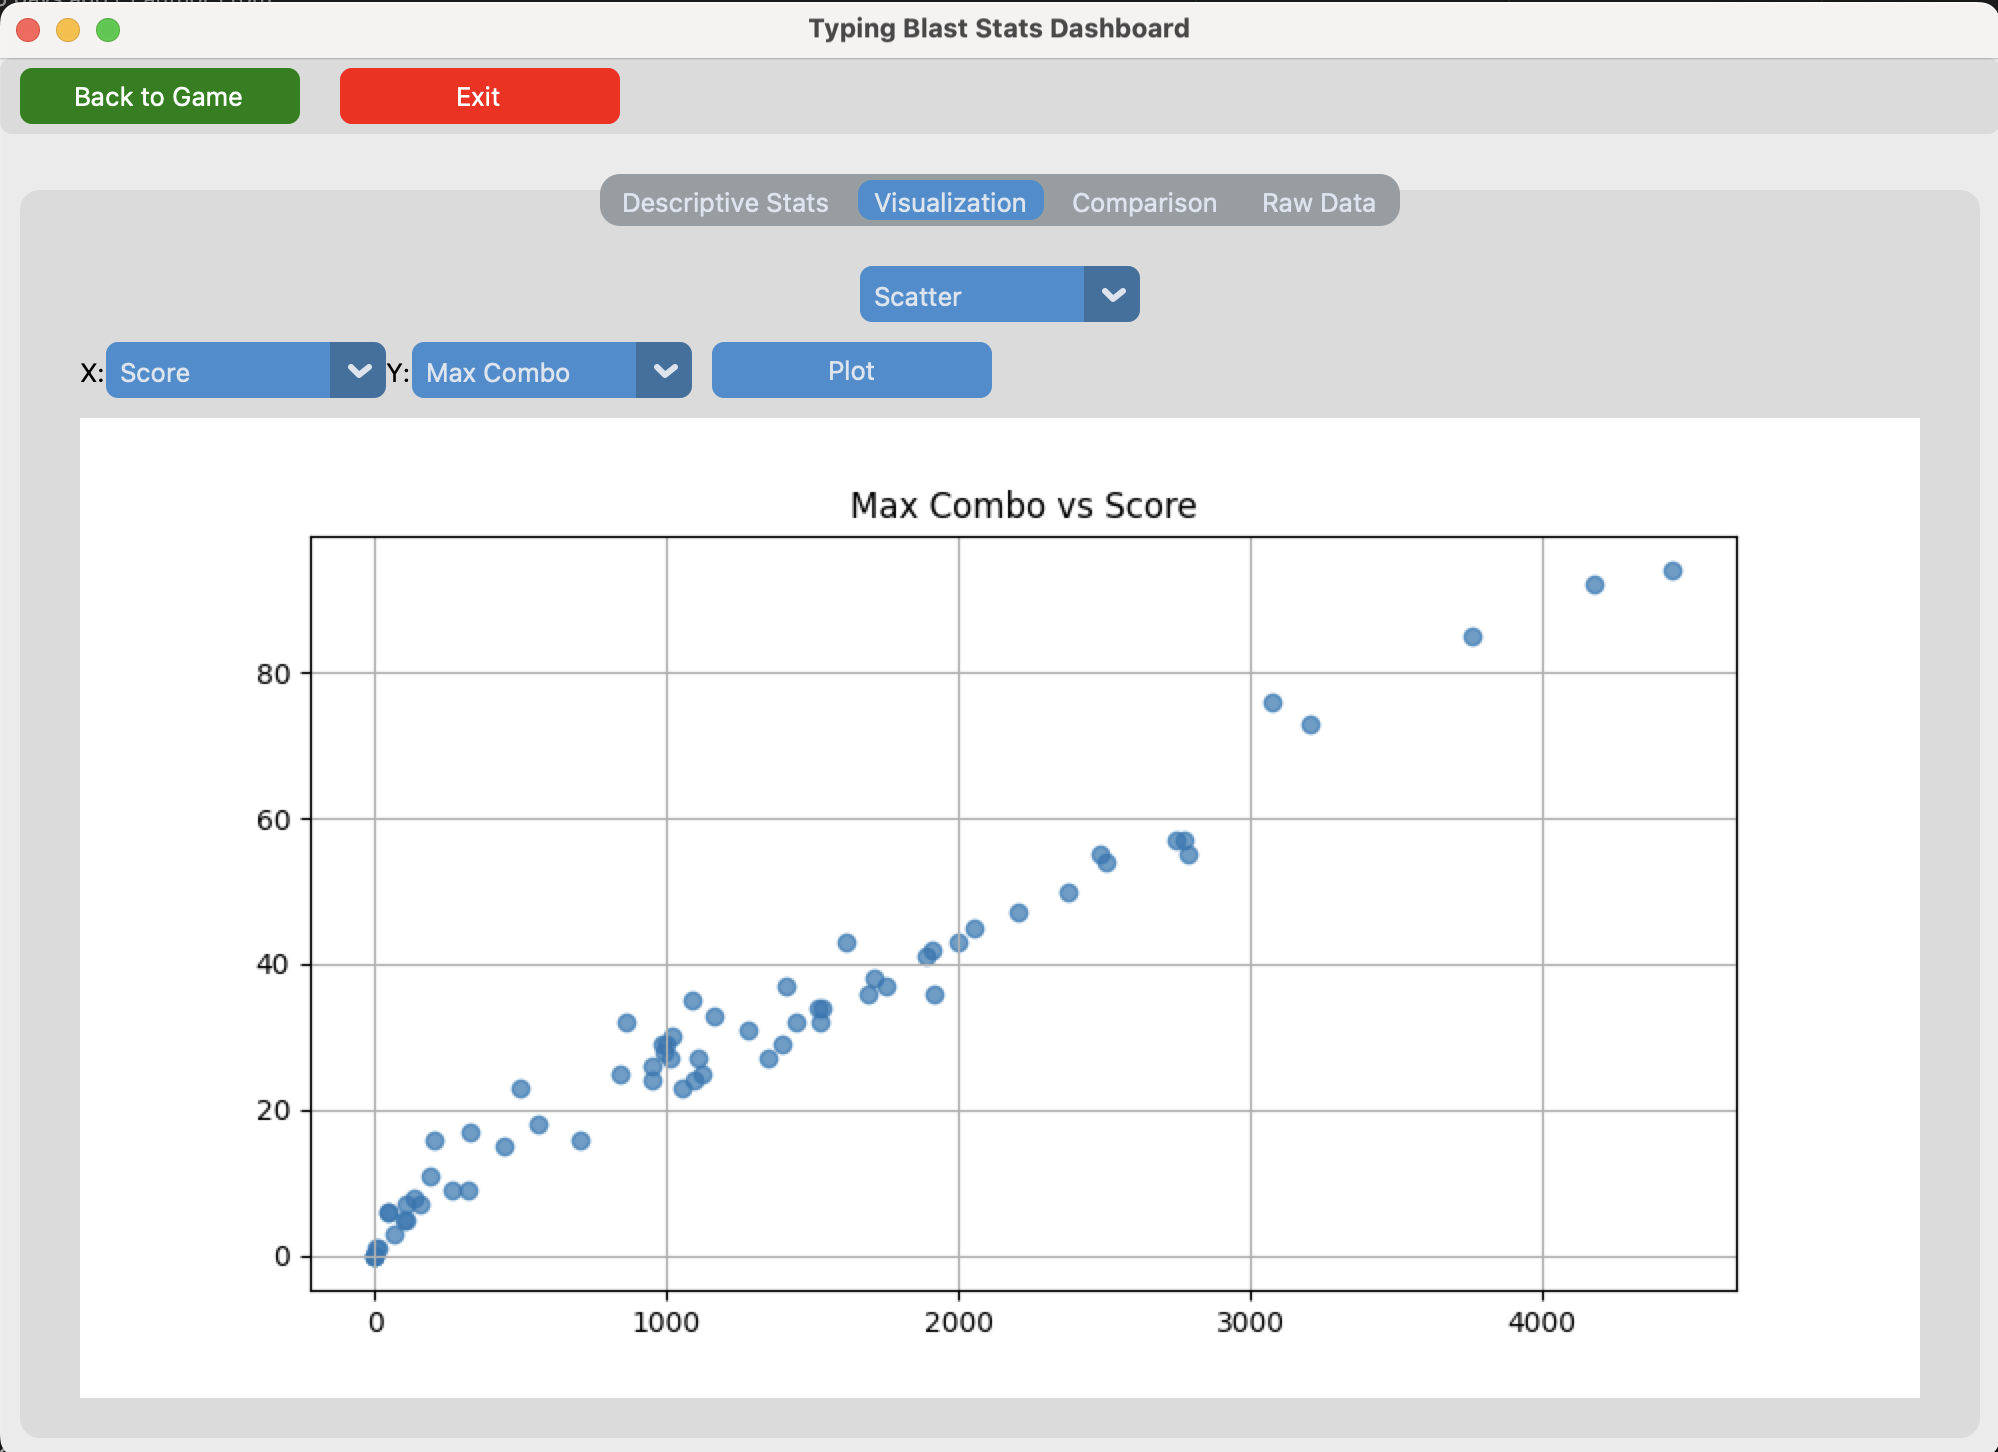 Typing Blast Stats Dashboard
Back to Game Exit
Descriptive Stats Visualization Comparison Raw Data
Scatter
X: Score Y: Max Combo Plot
Max Combo vs Score
80
60
40
20
0
0 1000 2000 3000 4000